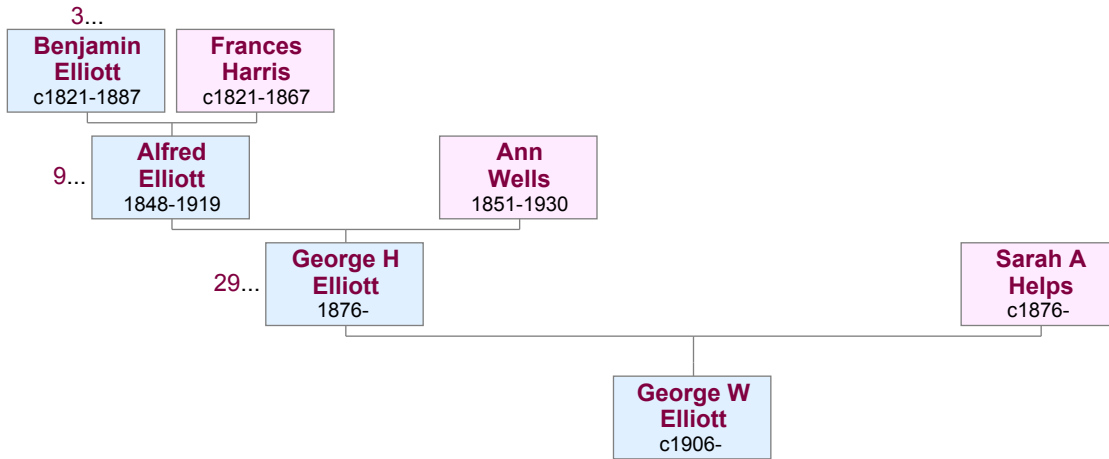 3...
Benjamin
Elliott
c1821-1887
Frances
Harris
c1821-1867
9...
Alfred
Elliott
1848-1919
Ann
Wells
1851-1930
29...
George H
Elliott
1876-
Sarah A
Helps
c1876-
George W
Elliott
c1906-